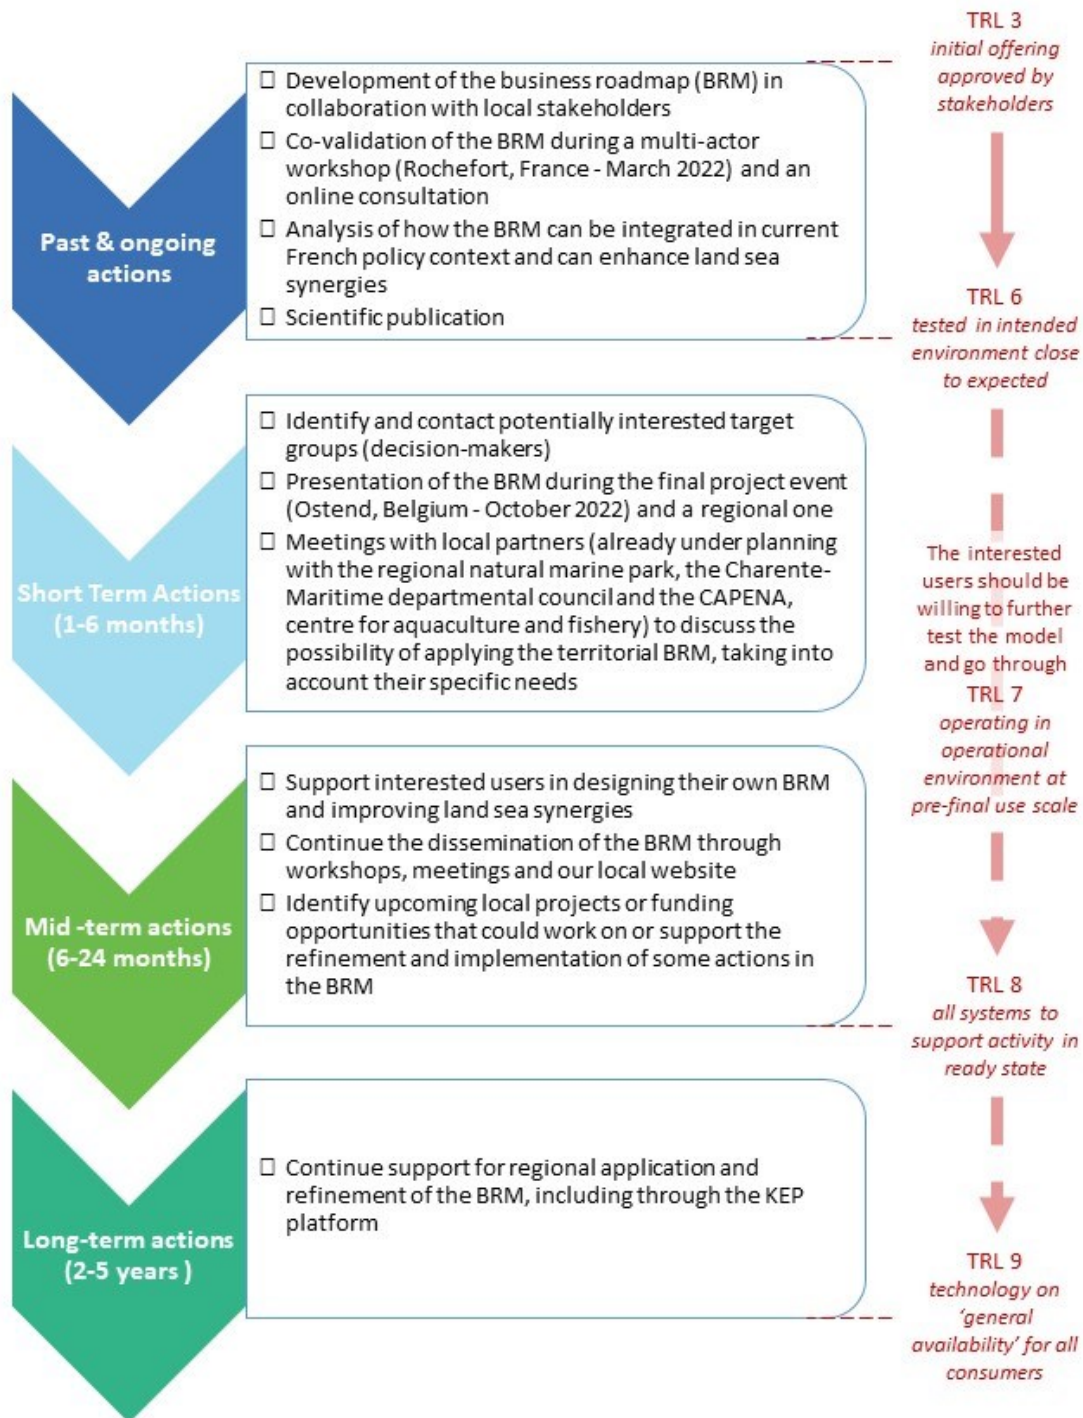 Past & ongoing
actions
☐ Development of the business roadmap (BRM) in
collaboration with local stakeholders
☐ Co-validation of the BRM during a multi-actor
workshop (Rochefort, France - March 2022) and an
online consultation
☐ Analysis of how the BRM can be integrated in current
French policy context and can enhance land sea
synergies
☐ Scientific publication
Short Term Actions
(1-6 months)
☐ Identify and contact potentially interested target
groups (decision-makers)
☐ Presentation of the BRM during the final project event
(Ostend, Belgium - October 2022) and a regional one
☐ Meetings with local partners (already under planning
with the regional natural marine park, the Charente-
Maritime departmental council and the CAPENA,
centre for aquaculture and fishery) to discuss the
possibility of applying the territorial BRM, taking into
account their specific needs
Mid -term actions
(6-24 months)
☐ Support interested users in designing their own BRM
and improving land sea synergies
☐ Continue the dissemination of the BRM through
workshops, meetings and our local website
☐ Identify upcoming local projects or funding
opportunities that could work on or support the
refinement and implementation of some actions in
the BRM
Long-term actions
(2-5 years )
☐ Continue support for regional application and
refinement of the BRM, including through the KEP
platform
TRL 3
initial offering
approved by
stakeholders
TRL 6
tested in intended
environment close
to expected
The interested
users should be
willing to further
test the model
and go through
TRL 7
operating in
operational
environment at
pre-final use scale
TRL 8
all systems to
support activity in
ready state
TRL 9
technology on
‘general
availability’ for all
consumers